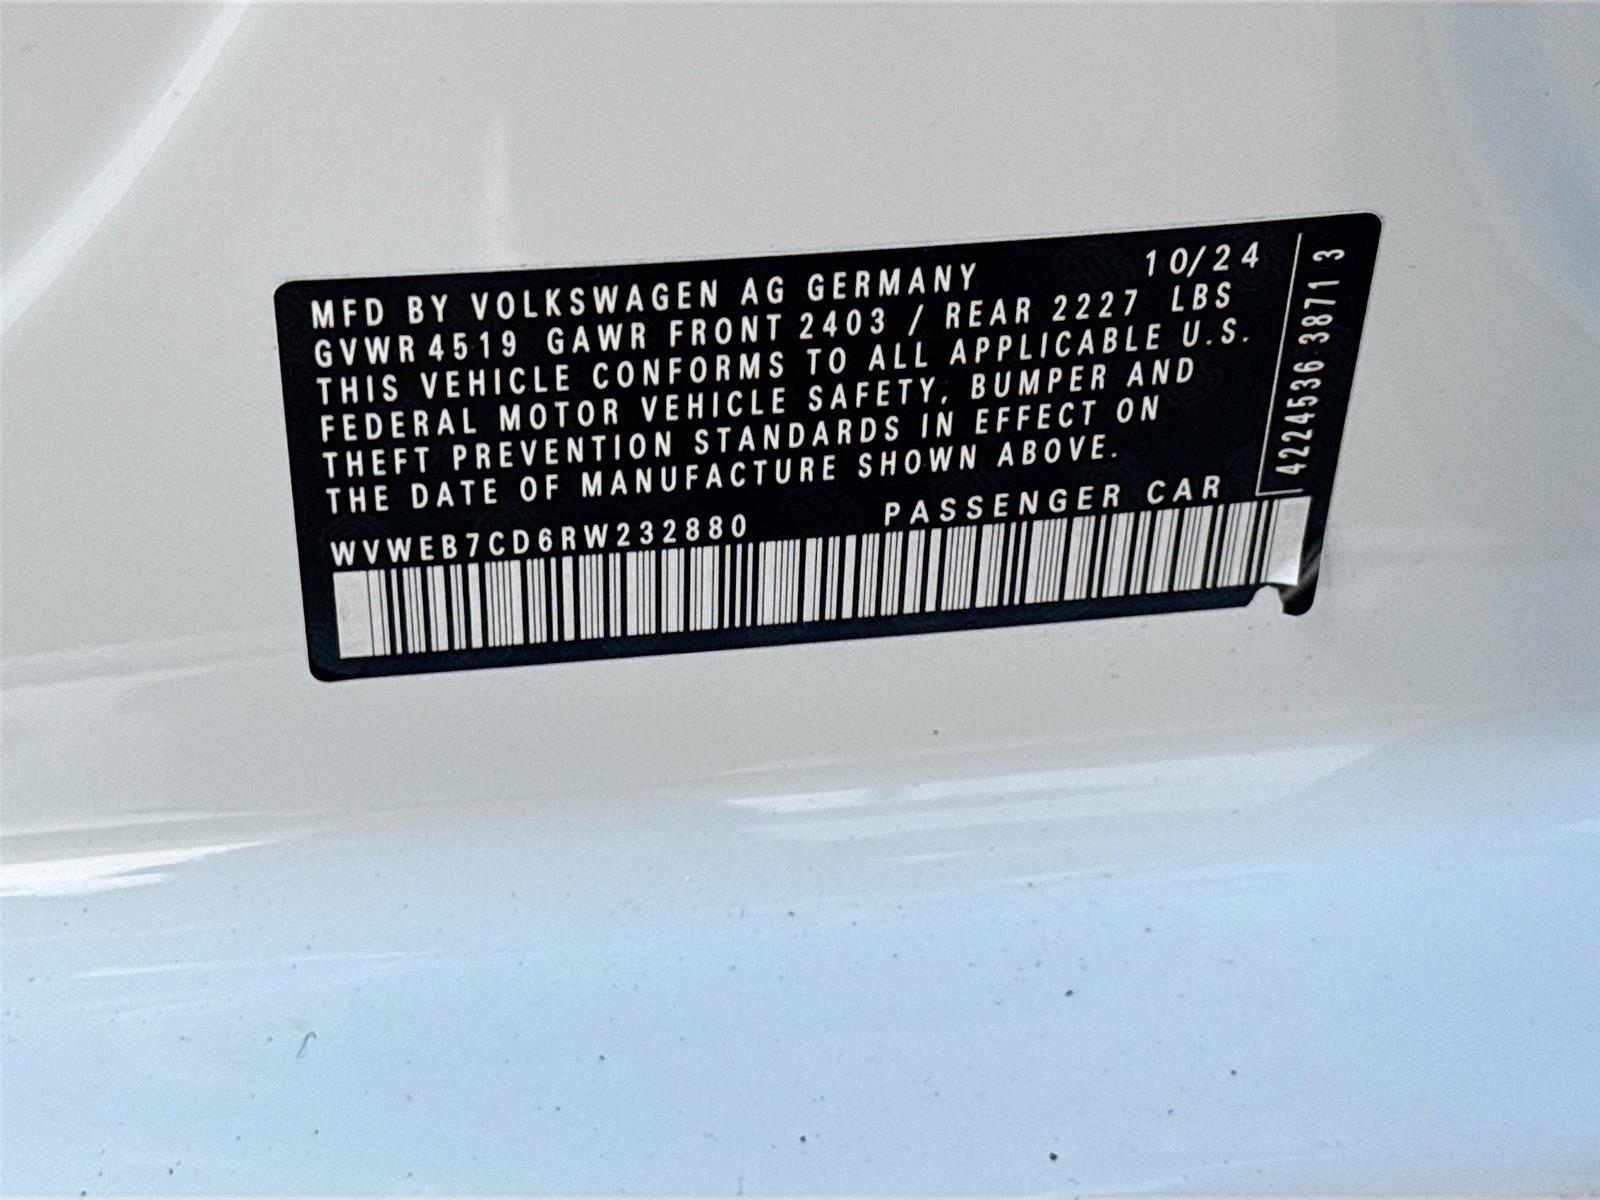 MFD BY VOLKSWAGEN AG GERMANY 10/24
GVWR 4519 GAWR FRONT 2403 / REAR 2227 LBS
THIS VEHICLE CONFORMS TO ALL APPLICABLE U.S.
FEDERAL MOTOR VEHICLE SAFETY, BUMPER AND
THEFT PREVENTION STANDARDS IN EFFECT ON
THE DATE OF MANUFACTURE SHOWN ABOVE.
WVWEB7CD6RW232880 PASSENGER CAR
4224536 3871 3